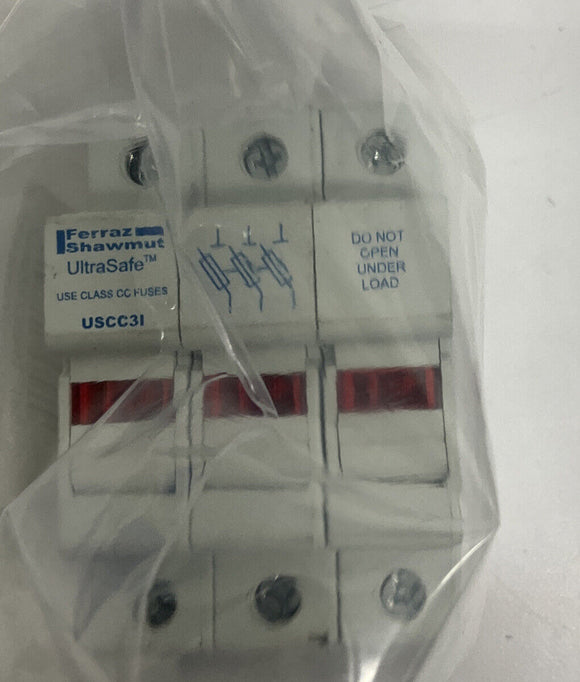 Ferraz
Shawmut
UltraSafe™
USE CLASS CC FUSES
USCC3I
DO NOT
OPEN
UNDER
LOAD